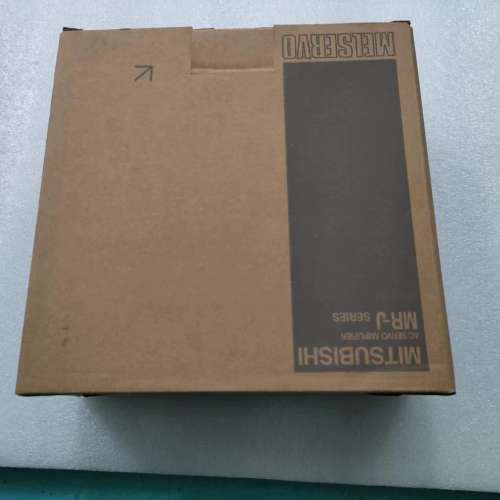 MITSUBISHI
AC SERVO AMPLIFIER
MR-J SERIES
MELSERVO